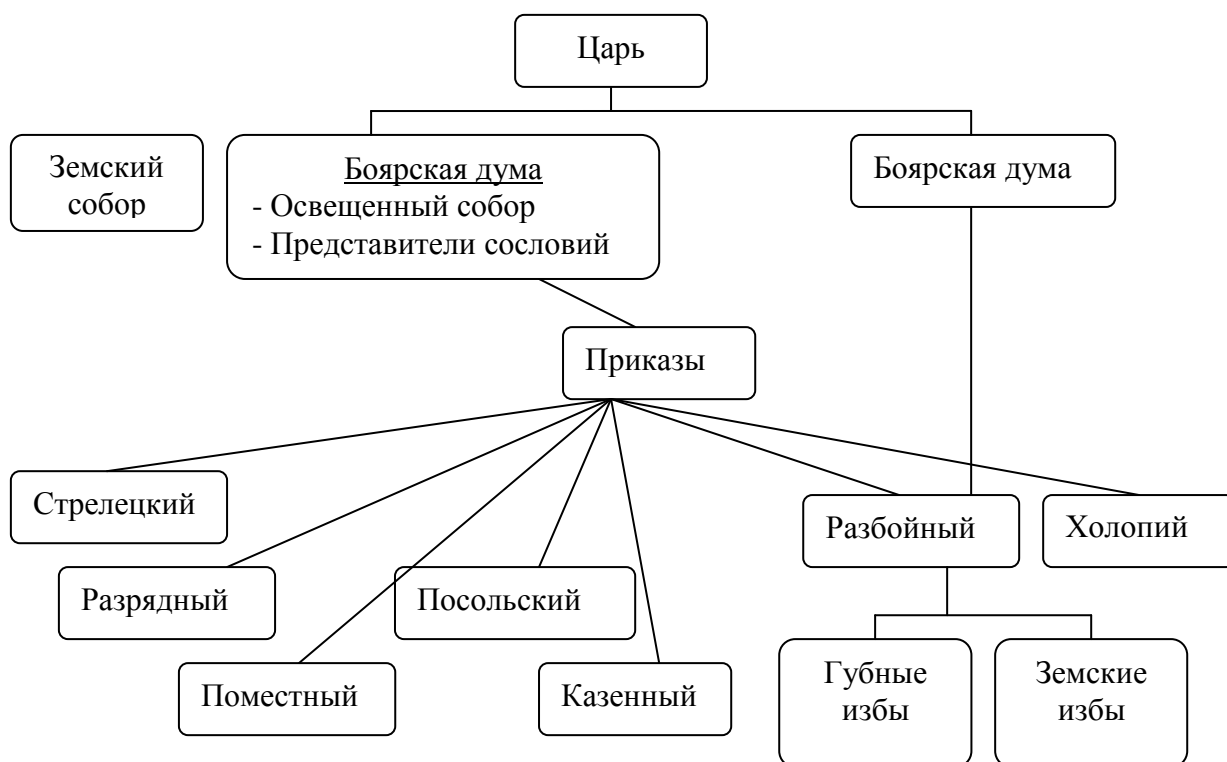 Царь
Земский
собор
Боярская дума
- Освещенный собор
- Представители сословий
Боярская дума
Приказы
Стрелецкий
Разбойный
Холопий
Разрядный
Посольский
Поместный
Казенный
Губные
избы
Земские
избы